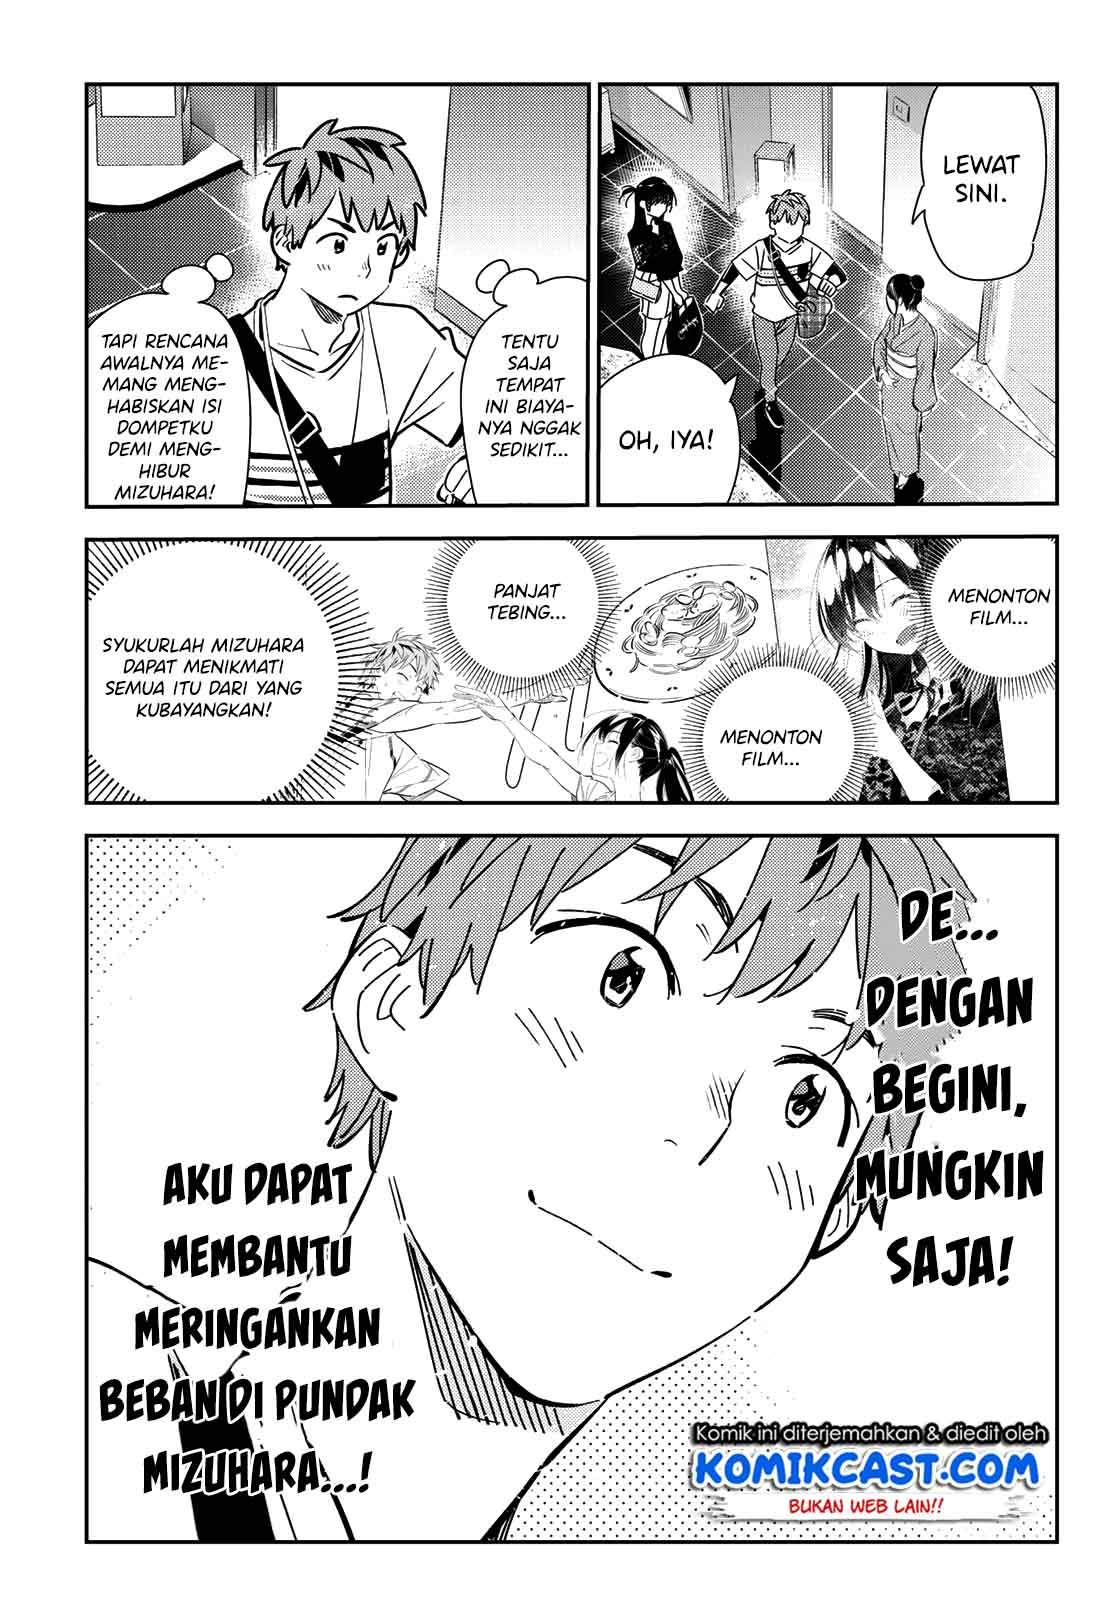 LEWAT
SINI.
OH, IYA!
TENTU
SAJA
TEMPAT
INI BIAYA-
NYA NGGAK
SEDIKIT...
TAPI RENCANA
AWALNYA ME-
MANG MENG-
HABISKAN ISI
DOMPETKU
DEMI MENG-
HIBUR
MIZUHARA!
MENONTON
FILM...
MENONTON
FILM...
PANJAT
TEBING...
SYUKURLAH MIZUHARA
DAPAT MENIKMATI
SEMUA ITU DARI YANG
KUBAYANGKAN!
DE...
DENGAN
BEGINI,
MUNGKIN
SAJA!
AKU DAPAT
MEMBANTU
MERINGANKAN
BEBAN DI PUNDAK
MIZUHARA...!
Komik ini diterjemahkan & diedit oleh
KOMIKCAST.COM
BUKAN WEB LAIN!!